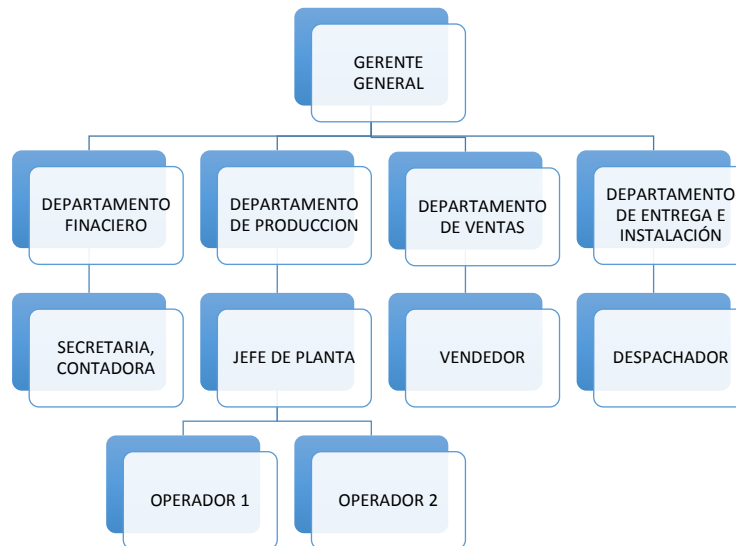 GERENTE
GENERAL
DEPARTAMENTO
FINACIERO
DEPARTAMENTO
DE PRODUCCION
DEPARTAMENTO
DE VENTAS
DEPARTAMENTO
DE ENTREGA E
INSTALACIÓN
SECRETARIA,
CONTADORA
JEFE DE PLANTA
VENDEDOR
DESPACHADOR
OPERADOR 1
OPERADOR 2